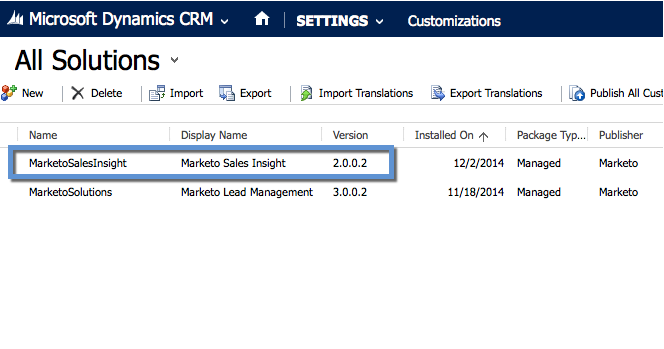 Microsoft Dynamics CRM SETTINGS Customizations
All Solutions
New Delete Import Export Import Translations Export Translations Publish All Cust
Name Display Name Version Installed On Package Typ... Publisher
MarketoSalesInsight Marketo Sales Insight 2.0.0.2 12/2/2014 Managed Marketo
MarketoSolutions Marketo Lead Management 3.0.0.2 11/18/2014 Managed Marketo